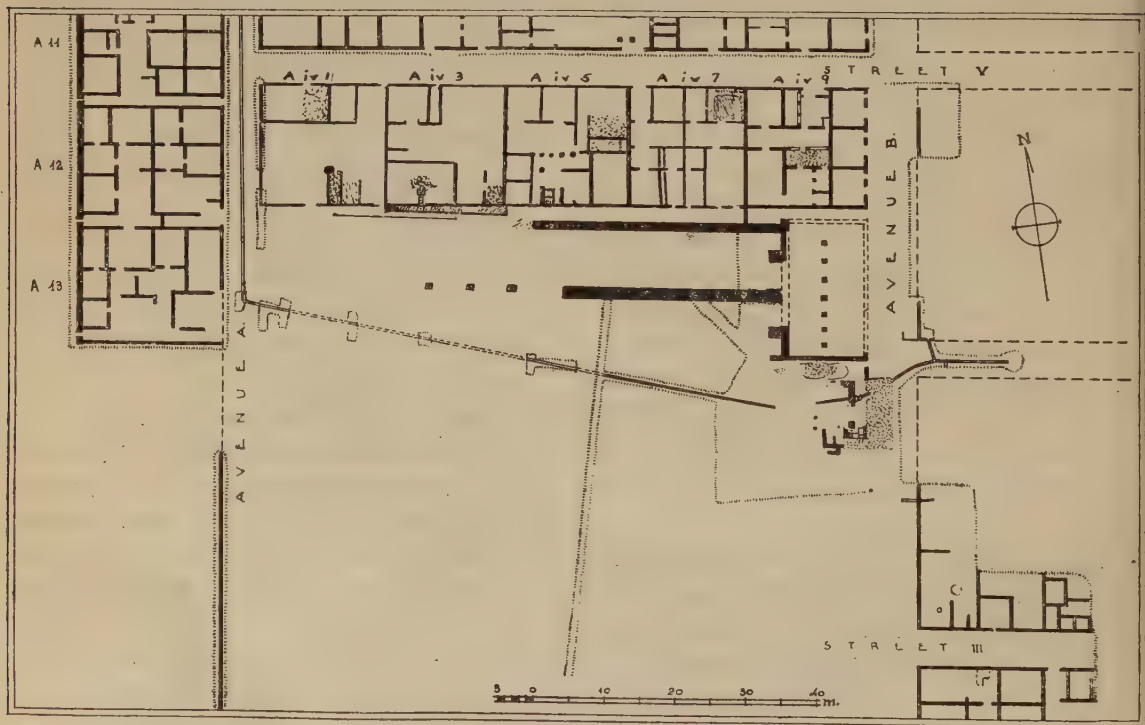 A 11
A 12
A 13
A iv 1
A iv 3
A iv 5
A iv 7
A iv 9
STREET V
AVENUE B.
N
AVENUE A.
STREET III
5 0 10 20 30 40 m.